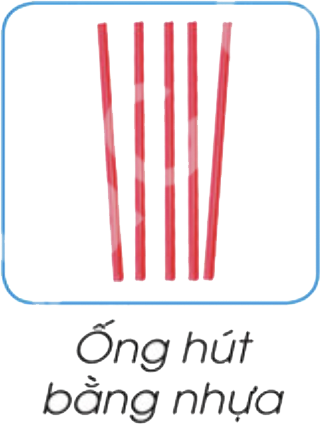 Ống hút
bằng nhựa